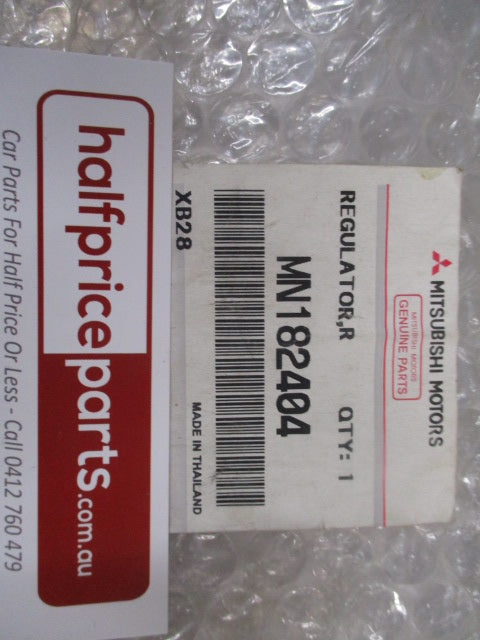 MITSUBISHI MOTORS
MITSUBISHI MOTORS
GENUINE PARTS
REGULATOR,R QTY: 1
MN182404
MADE IN THAILAND
XB28
halfpriceparts.com.au
Car Parts For Half Price Or Less - Call 0412 760 479